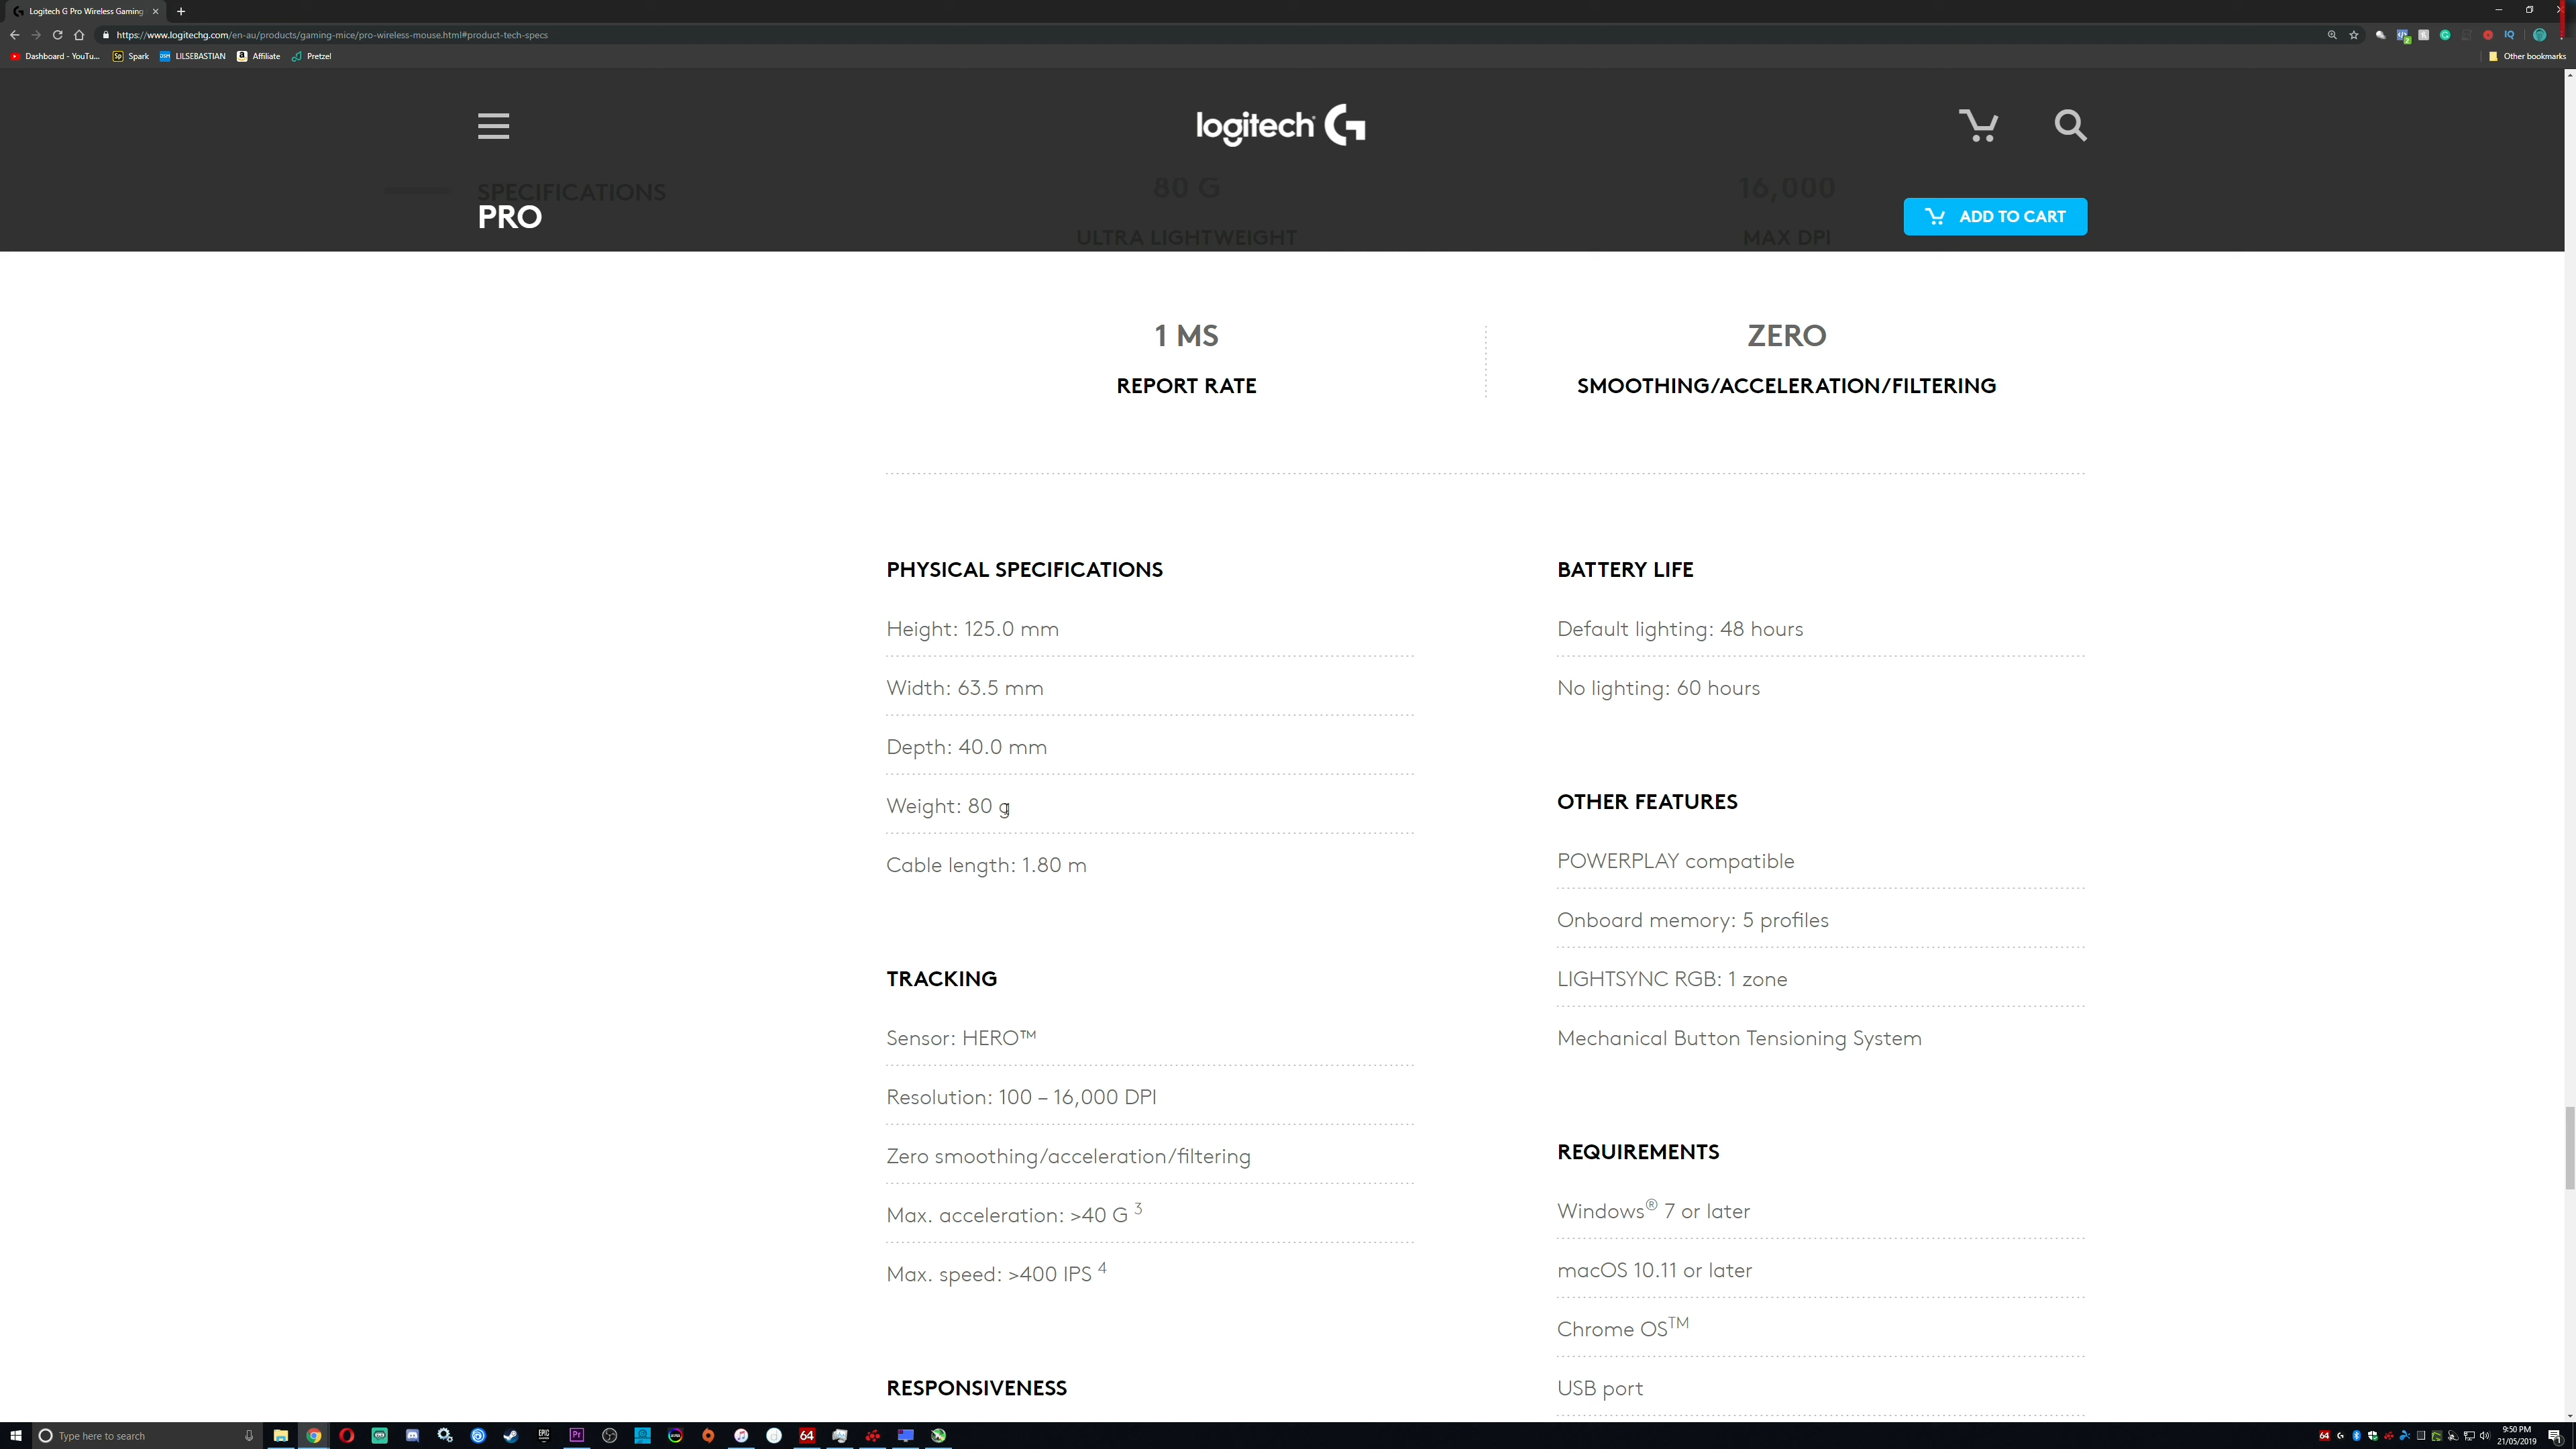 Logitech G Pro Wireless Gaming
https://www.logitechg.com/en-au/products/gaming-mice/pro-wireless-mouse.html#product-tech-specs
Dashboard - YouTu... Spark LILSEBASTIAN Affiliate Pretzel Other bookmarks
logitech G
SPECIFICATIONS 80 G 16,000
PRO ADD TO CART
ULTRA LIGHTWEIGHT MAX DPI
1 MS ZERO
REPORT RATE SMOOTHING/ACCELERATION/FILTERING
PHYSICAL SPECIFICATIONS
Height: 125.0 mm
Width: 63.5 mm
Depth: 40.0 mm
Weight: 80 g
Cable length: 1.80 m
TRACKING
Sensor: HERO™
Resolution: 100 – 16,000 DPI
Zero smoothing/acceleration/filtering
Max. acceleration: >40 G 3
Max. speed: >400 IPS 4
RESPONSIVENESS
BATTERY LIFE
Default lighting: 48 hours
No lighting: 60 hours
OTHER FEATURES
POWERPLAY compatible
Onboard memory: 5 profiles
LIGHTSYNC RGB: 1 zone
Mechanical Button Tensioning System
REQUIREMENTS
Windows® 7 or later
macOS 10.11 or later
Chrome OS™
USB port
Type here to search
9:50 PM
21/05/2019